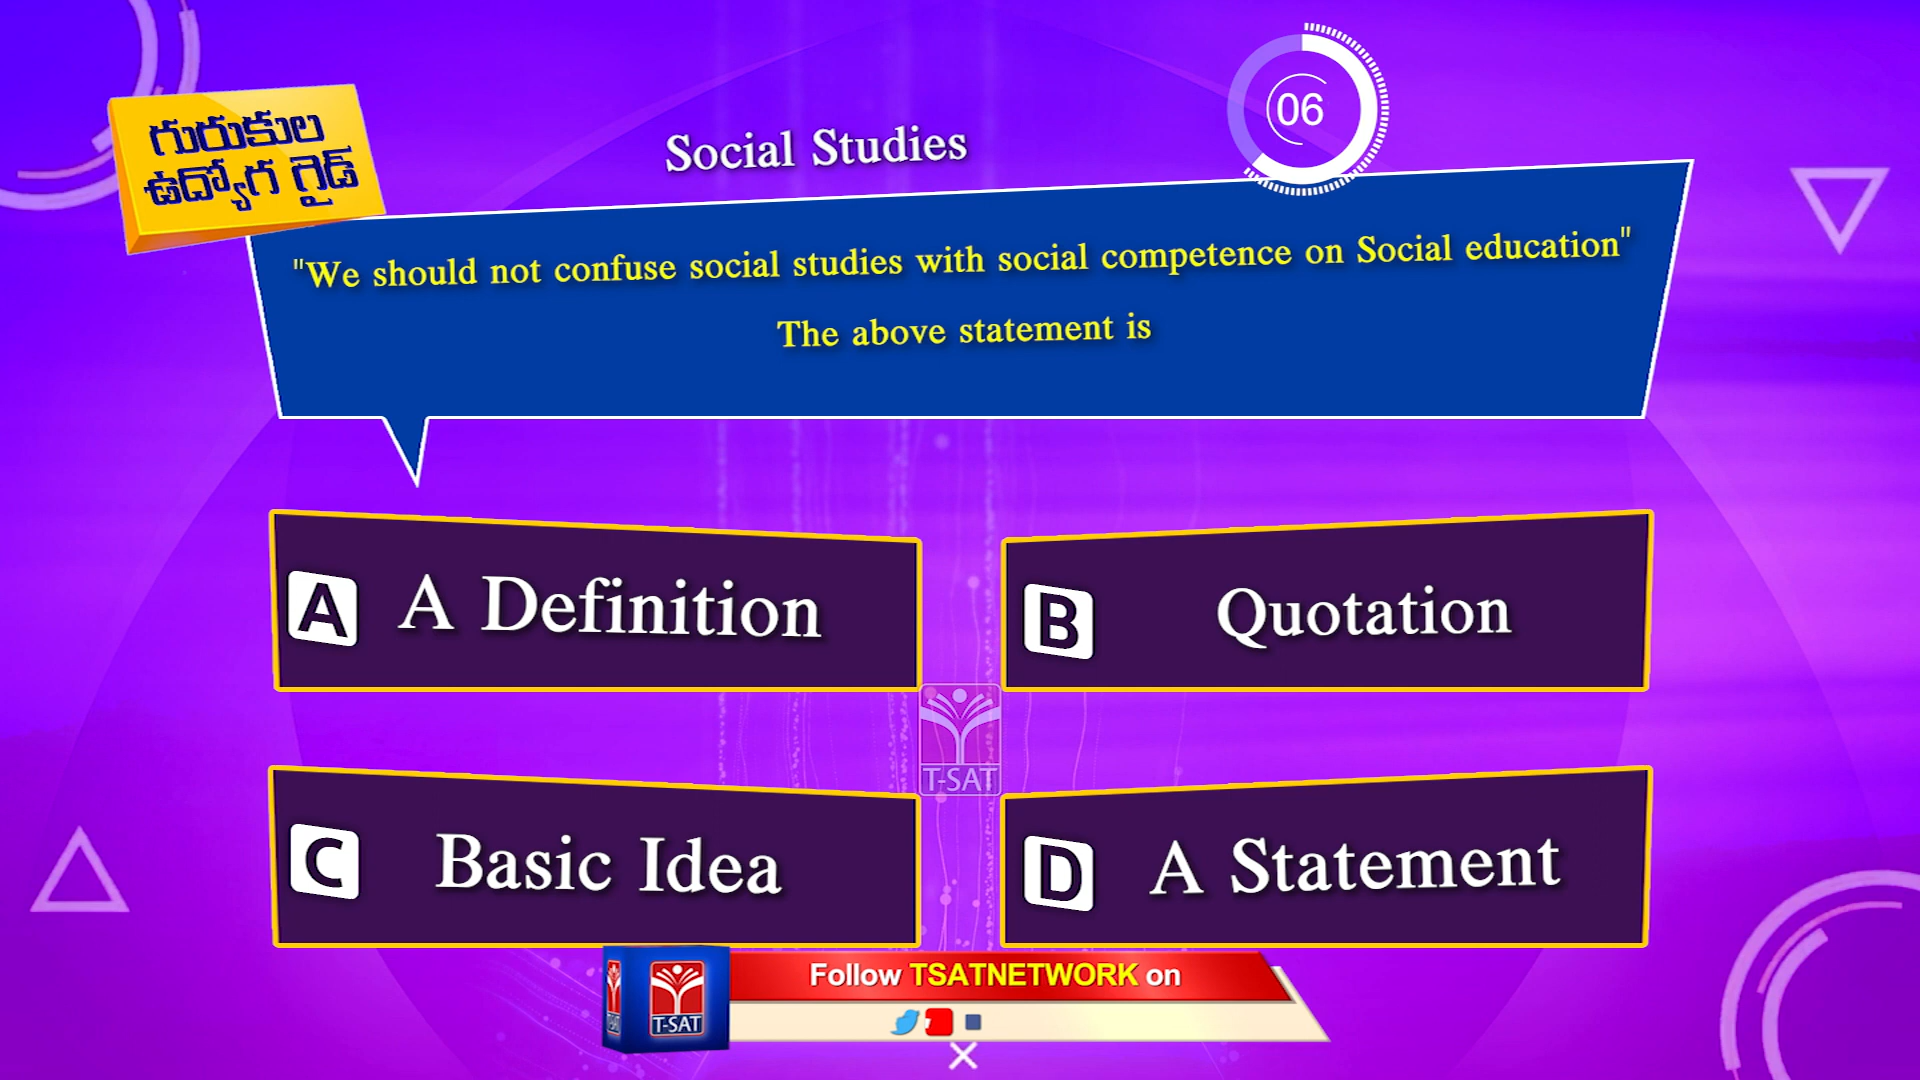 గురుకుల
ఉద్యోగ గైడ్
Social Studies
06
"We should not confuse social studies with social competence on Social education"
The above statement is
A A Definition
B Quotation
T-SAT
C Basic Idea
D A Statement
Follow TSATNETWORK on
T-SAT